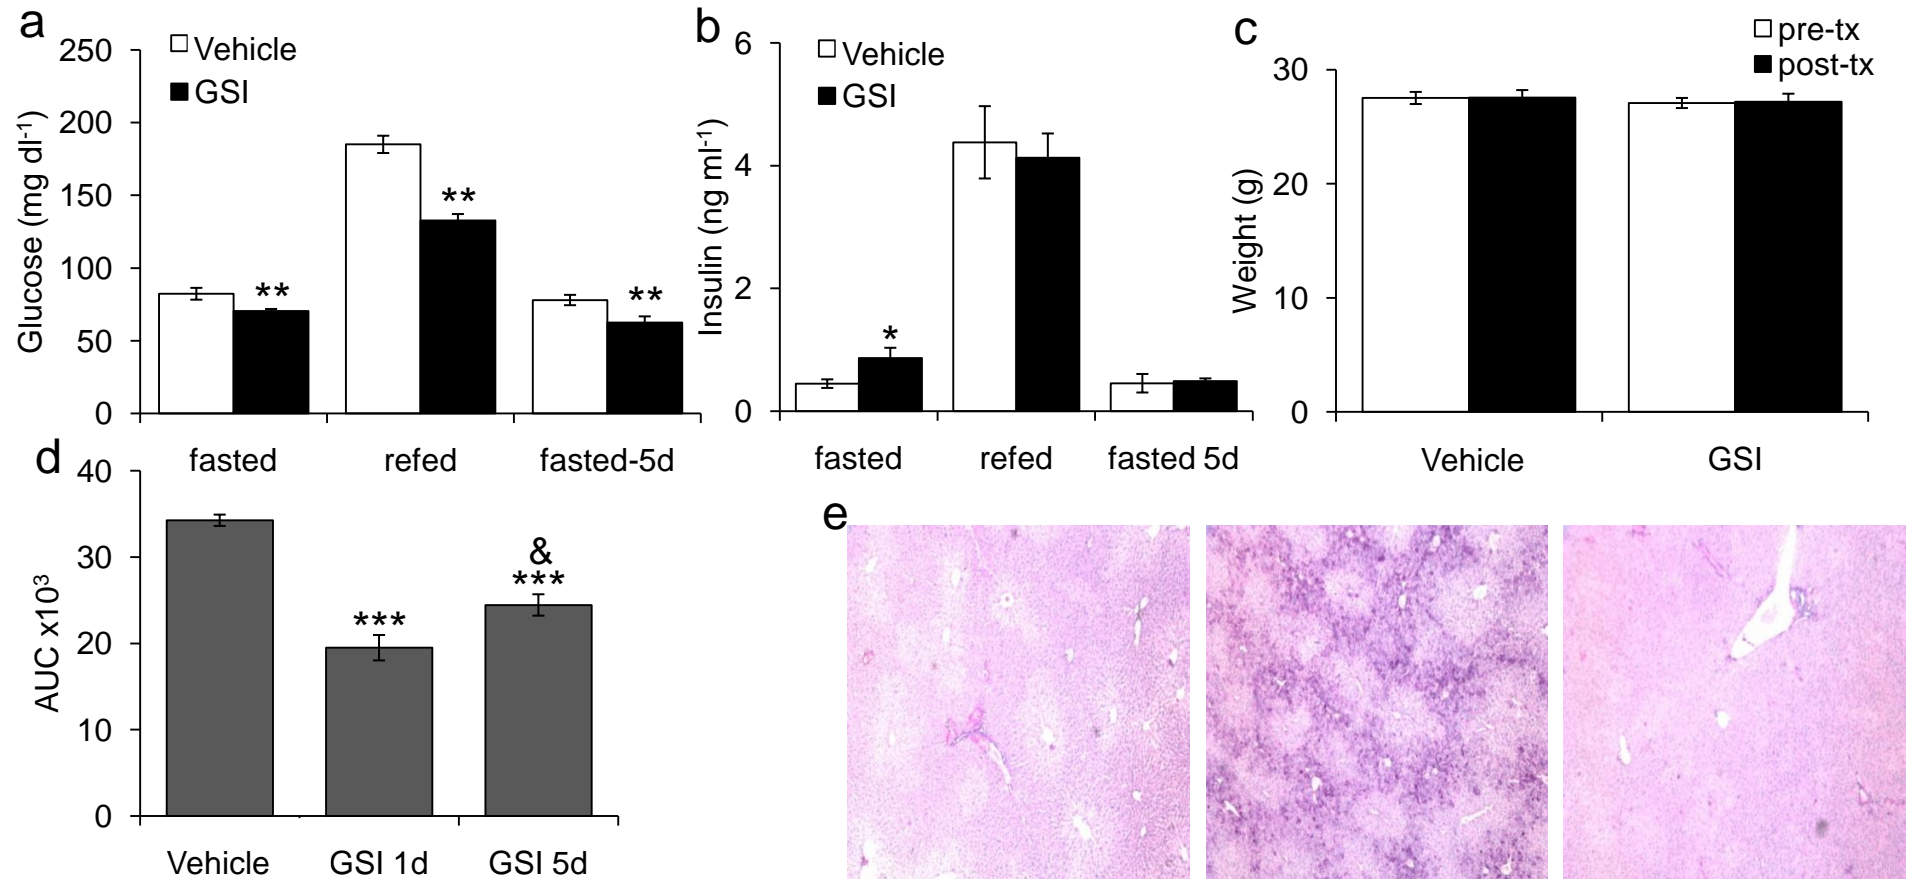 a
250
200
150
100
50
0
Glucose (mg dl-1)
Vehicle
GSI
**
**
**
fasted refed fasted-5d
b
6
4
2
0
Insulin (ng ml-1)
Vehicle
GSI
*
fasted refed fasted 5d
c
30
20
10
0
Weight (g)
pre-tx
post-tx
Vehicle GSI
d
40
30
20
10
0
AUC x10³
***
&
***
Vehicle GSI 1d GSI 5d
e